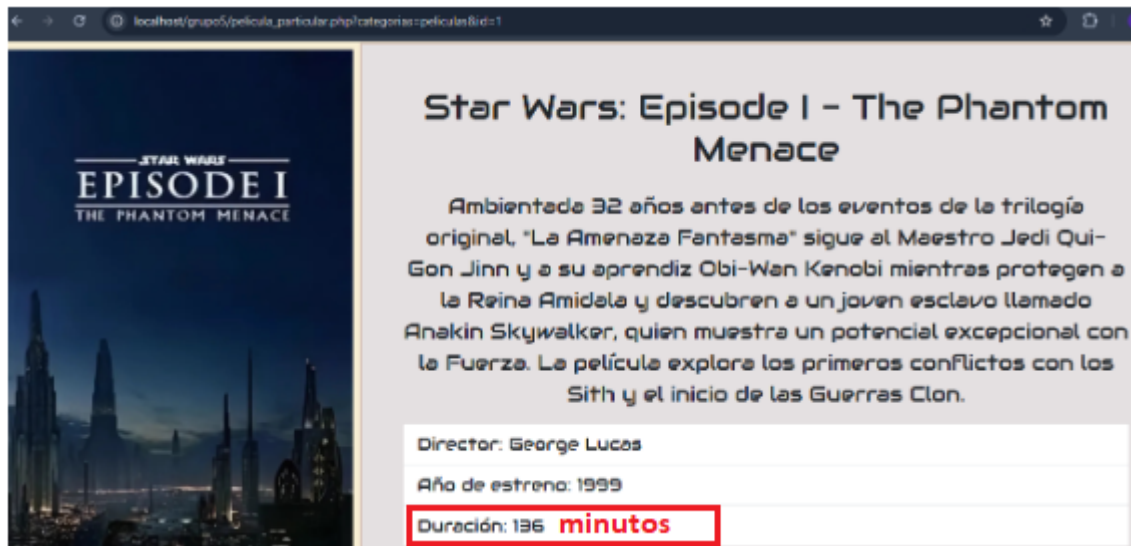 localhost/grupo5/pelicula_particular.php?categorias=peliculas&id=1
STAR WARS
EPISODE I
THE PHANTOM MENACE
Star Wars: Episode I - The Phantom
Menace
Ambientada 32 años antes de los eventos de la trilogía
original, "La Amenaza Fantasma" sigue al Maestro Jedi Qui-
Gon Jinn y a su aprendiz Obi-Wan Kenobi mientras protegen a
la Reina Amidala y descubren a un joven esclavo llamado
Anakin Skywalker, quien muestra un potencial excepcional con
la Fuerza. La película explora los primeros conflictos con los
Sith y el inicio de las Guerras Clon.
Director: George Lucas
Año de estreno: 1999
Duración: 136 minutos